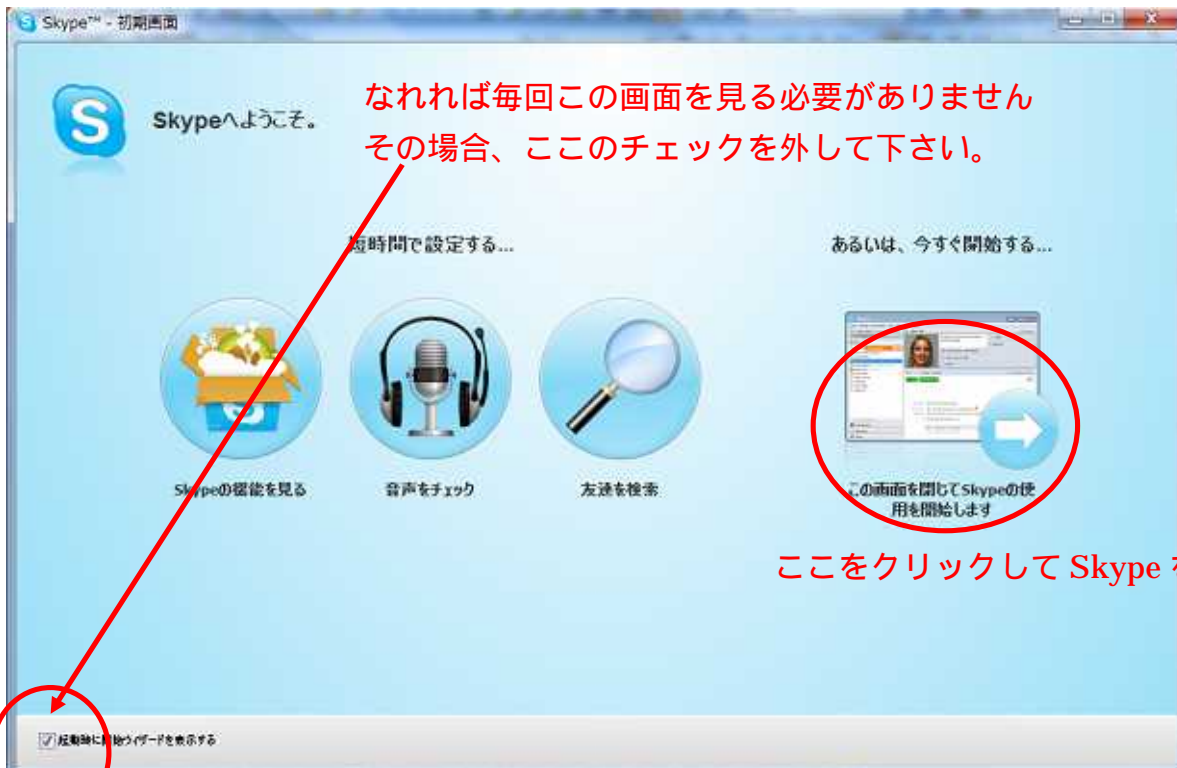 Skype™ - 初期画面
なれれば毎回この画面を見る必要がありません
Skypeへようこそ。
その場合、ここのチェックを外して下さい。
短時間で設定する...
あるいは、今すぐ開始する...
Skypeの機能を見る
音声をチェック
友達を検索
この画面を閉じてSkypeの使
用を開始します
ここをクリックして Skype を
起動時に開始ウィザードを表示する